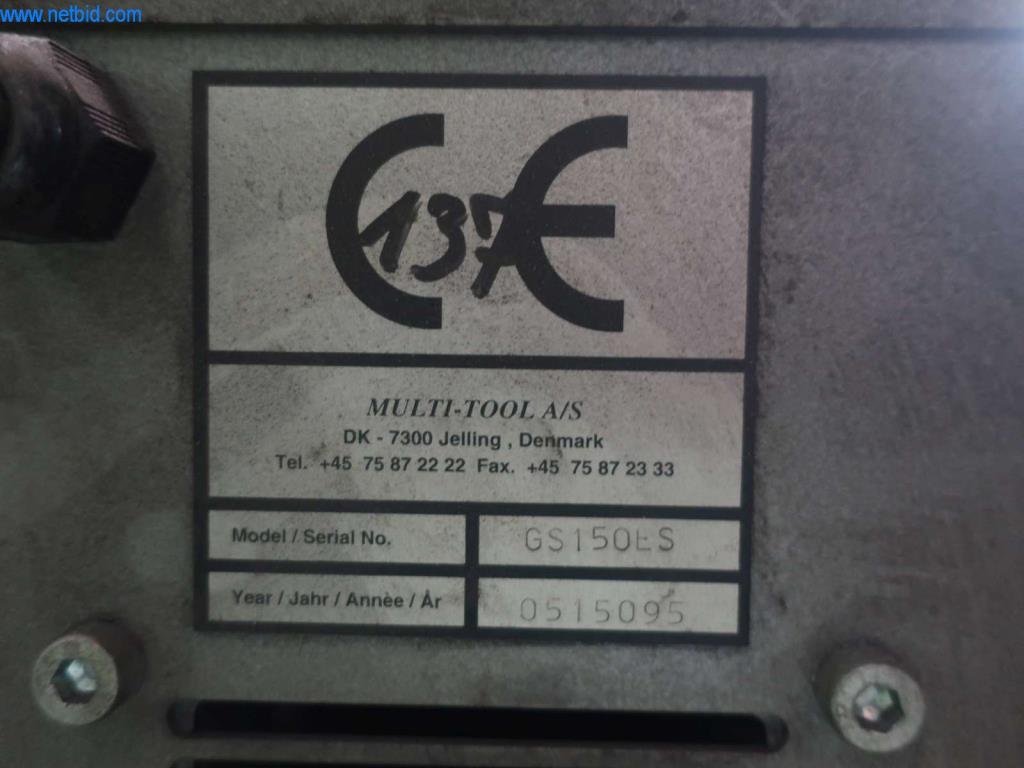 www.netbid.com
CE
137
MULTI-TOOL A/S
DK - 7300 Jelling , Denmark
Tel. +45 75 87 22 22 Fax. +45 75 87 23 33
Model / Serial No. GS150ES
Year / Jahr / Annèe / År 0515095